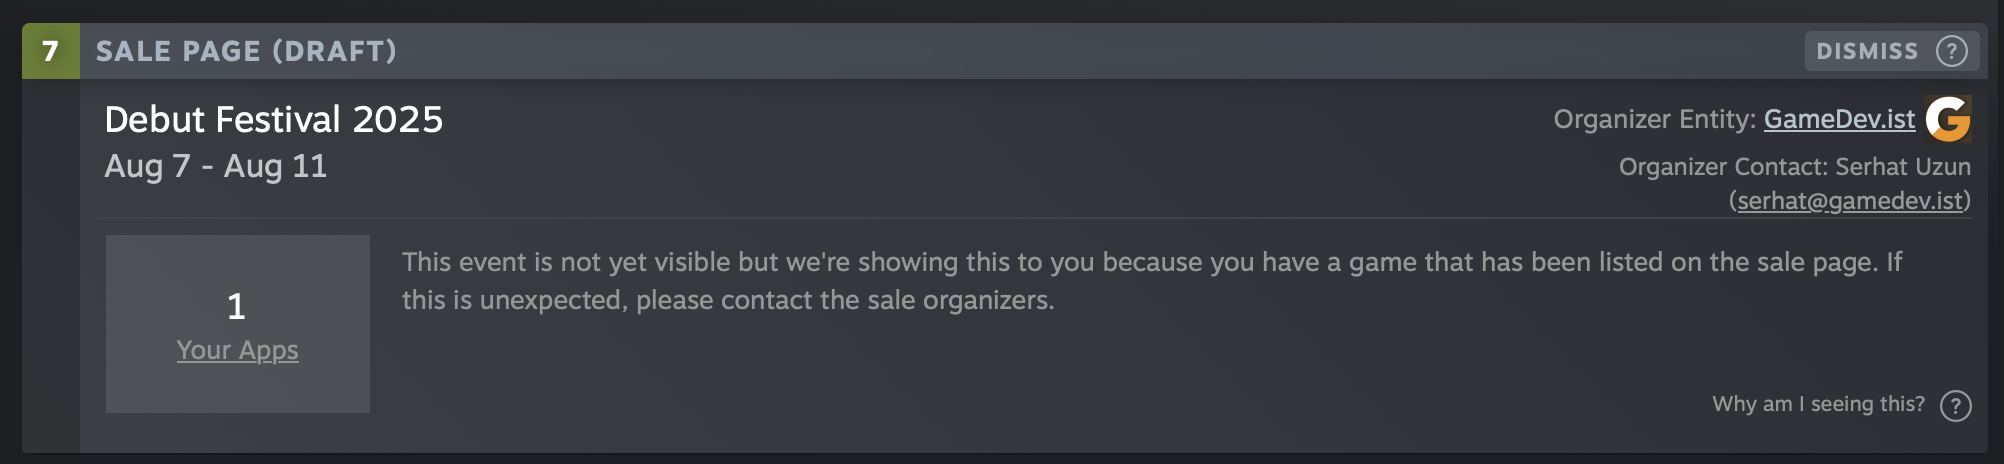 7
SALE PAGE (DRAFT)
DISMISS ?
Debut Festival 2025
Aug 7 - Aug 11
Organizer Entity: GameDev.ist
Organizer Contact: Serhat Uzun
(serhat@gamedev.ist)
1
Your Apps
This event is not yet visible but we're showing this to you because you have a game that has been listed on the sale page. If
this is unexpected, please contact the sale organizers.
Why am I seeing this? ?